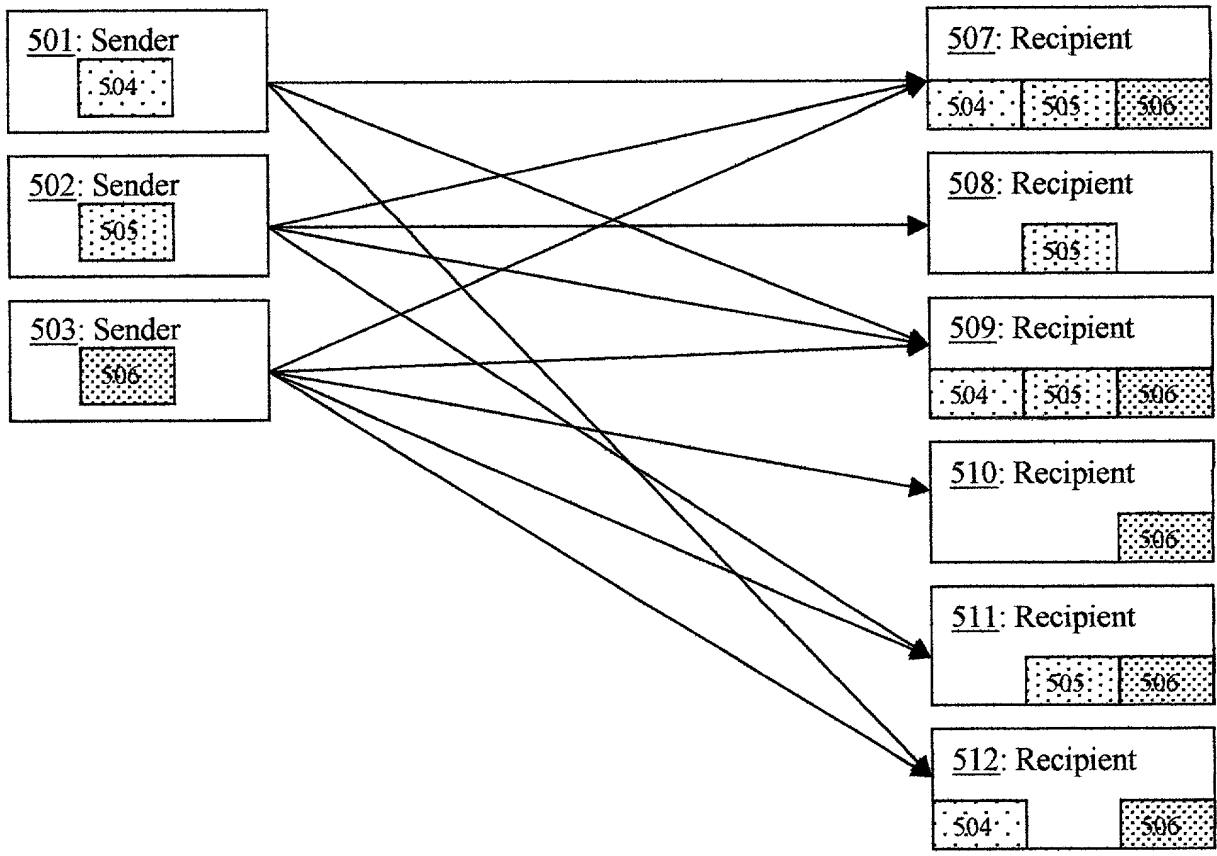 501: Sender
504
502: Sender
505
503: Sender
506
507: Recipient
504 505 506
508: Recipient
505
509: Recipient
504 505 506
510: Recipient
506
511: Recipient
505 506
512: Recipient
504 506